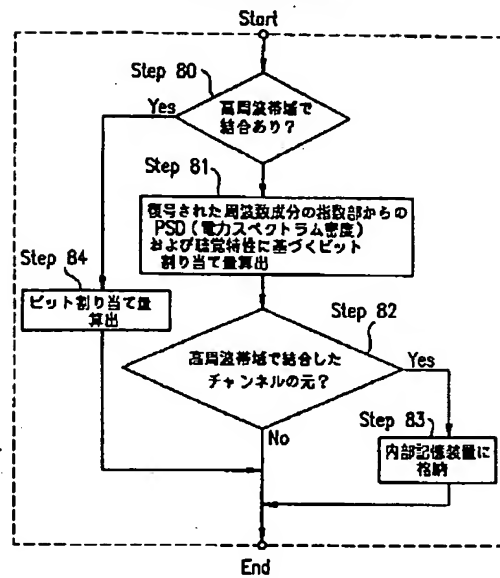 Start
Step 80
Yes
高周波帯域で
結合あり？
Step 81
復号された周波数成分の指数部からの
PSD（電力スペクトラム密度）
および聴覚特性に基づくビット
割り当て量算出
Step 84
ビット割り当て量
算出
Step 82
高周波帯域で結合した
チャンネルの元？
Yes
No
Step 83
内部記憶装置に
格納
End